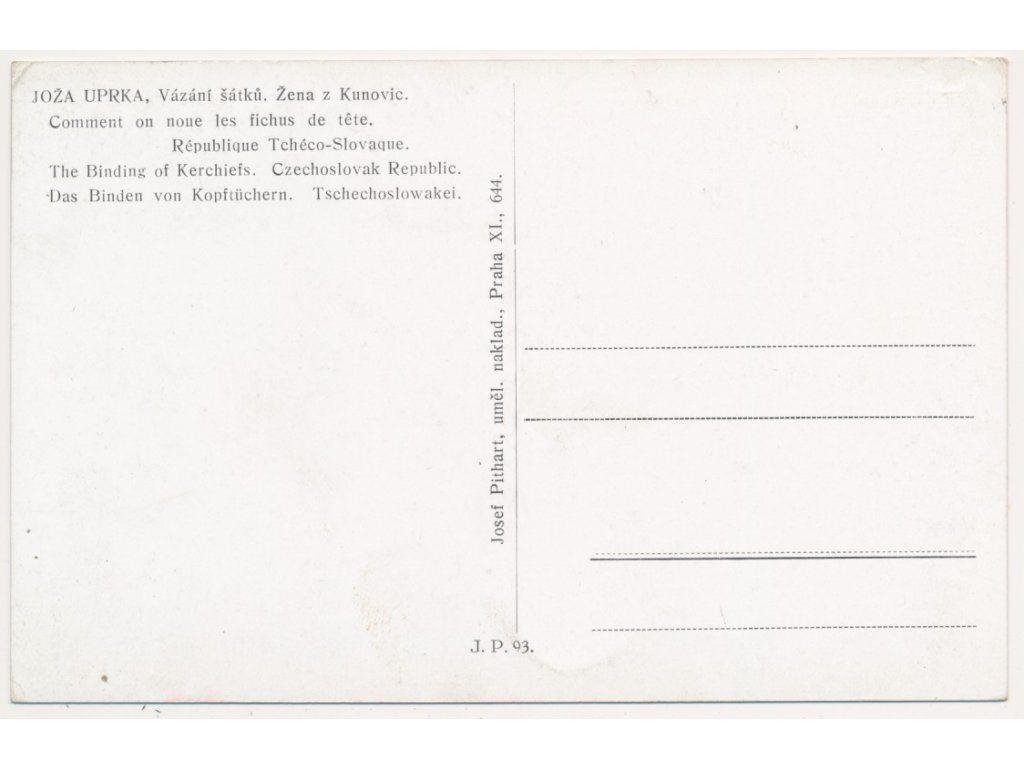 JOŽA UPRKA, Vázání šátků. Žena z Kunovic.
Comment on noue les fichus de tête.
République Tchéco-Slovaque.
The Binding of Kerchiefs. Czechoslovak Republic.
Das Binden von Kopftüchern. Tschechoslowakei.
Josef Pithart, uměl. naklad., Praha XI., 644.
J. P. 93.